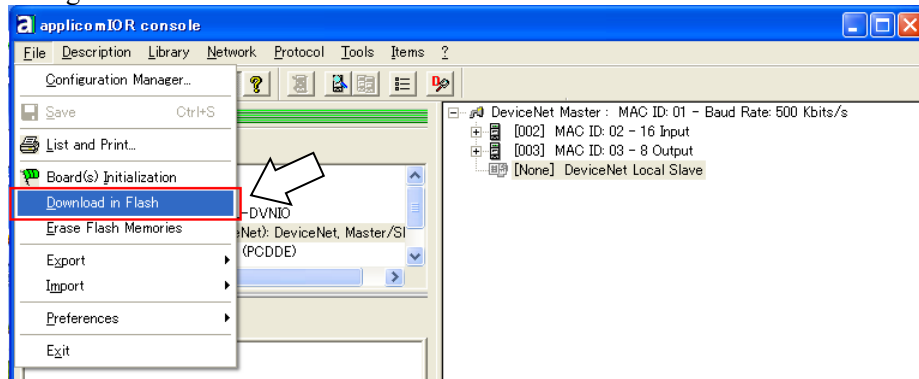 applicomIOR console
File Description Library Network Protocol Tools Items ?
Configuration Manager...
Save Ctrl+S
List and Print...
Board(s) Initialization
Download in Flash
Erase Flash Memories
Export
Import
Preferences
Exit
-DVNIO
eNet): DeviceNet, Master/Sl
(PCDDE)
DeviceNet Master : MAC ID: 01 - Baud Rate: 500 Kbits/s
[002] MAC ID: 02 - 16 Input
[003] MAC ID: 03 - 8 Output
[None] DeviceNet Local Slave